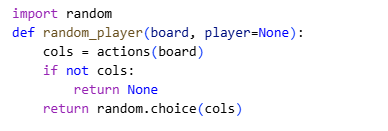 import random
def random_player(board, player=None):
    cols = actions(board)
    if not cols:
        return None
    return random.choice(cols)